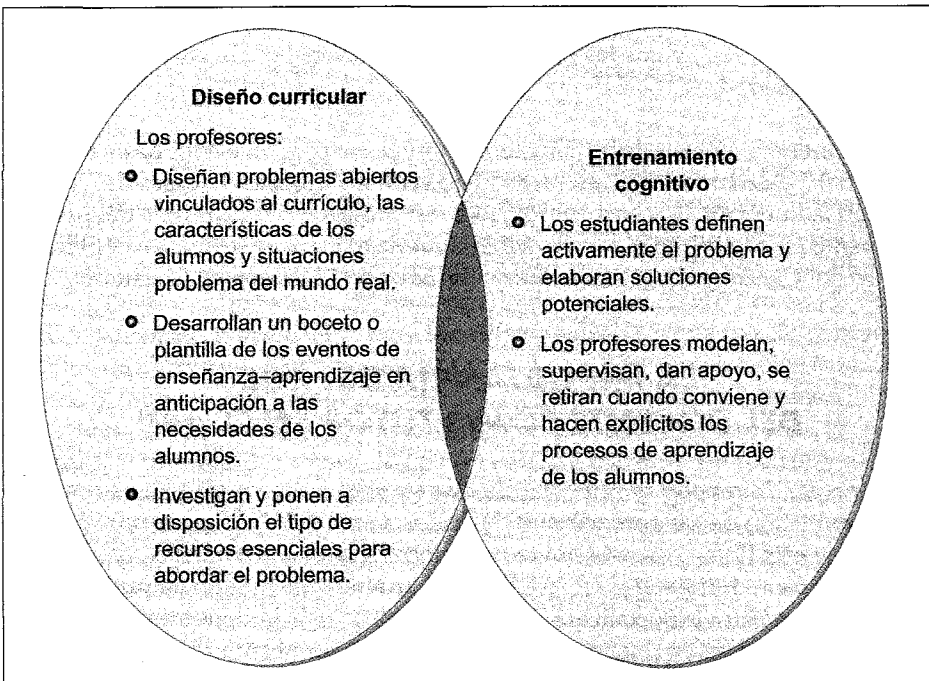 Diseño curricular
Los profesores:
Diseñan problemas abiertos
vinculados al currículo, las
características de los
alumnos y situaciones
problema del mundo real.
Desarrollan un boceto o
plantilla de los eventos de
enseñanza–aprendizaje en
anticipación a las
necesidades de los
alumnos.
Investigan y ponen a
disposición el tipo de
recursos esenciales para
abordar el problema.
Entrenamiento
cognitivo
Los estudiantes definen
activamente el problema y
elaboran soluciones
potenciales.
Los profesores modelan,
supervisan, dan apoyo, se
retiran cuando conviene y
hacen explícitos los
procesos de aprendizaje
de los alumnos.